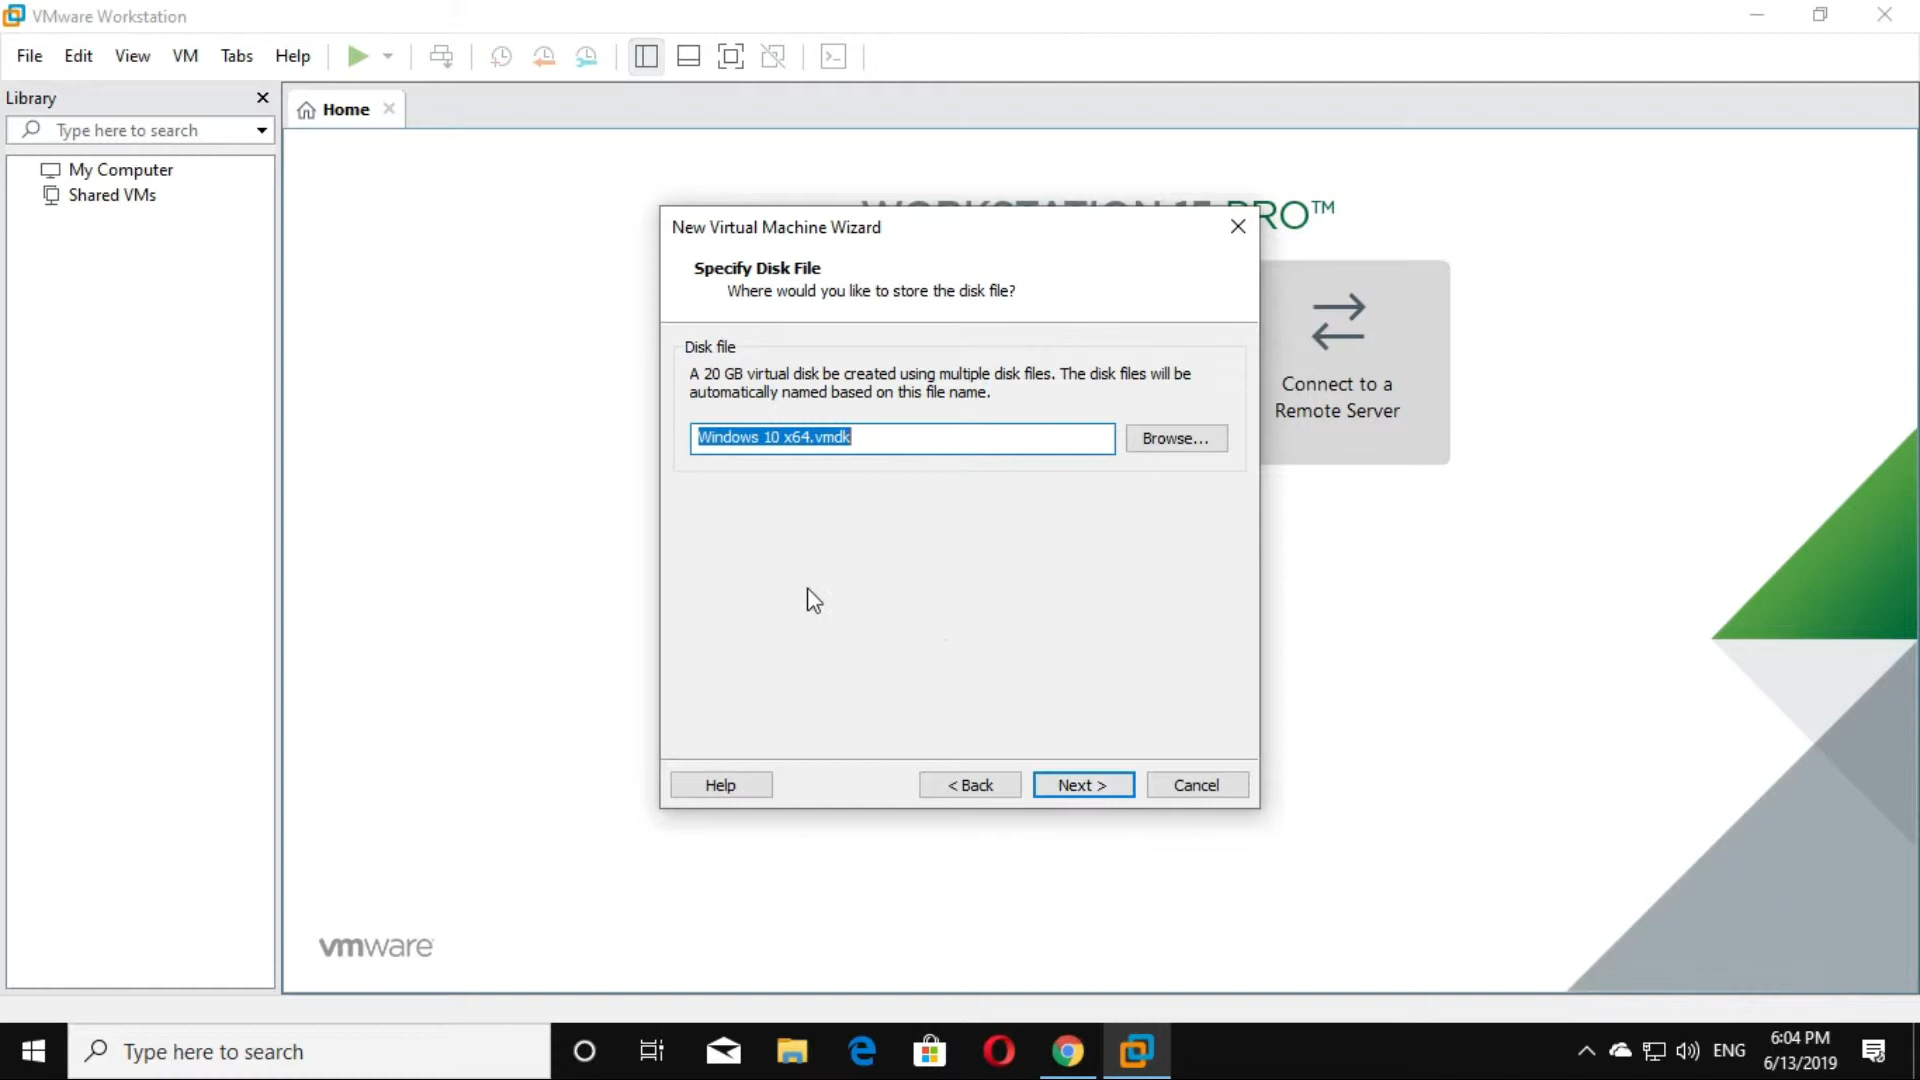 VMware Workstation
File Edit View VM Tabs Help
Library
Type here to search
My Computer
Shared VMs
Home
WORKSTATION 15 PRO™
New Virtual Machine Wizard
Specify Disk File
Where would you like to store the disk file?
Disk file
A 20 GB virtual disk be created using multiple disk files. The disk files will be
automatically named based on this file name.
Windows 10 x64.vmdk
Browse...
Help
< Back
Next >
Cancel
Connect to a
Remote Server
vmware
Type here to search
ENG
6:04 PM
6/13/2019